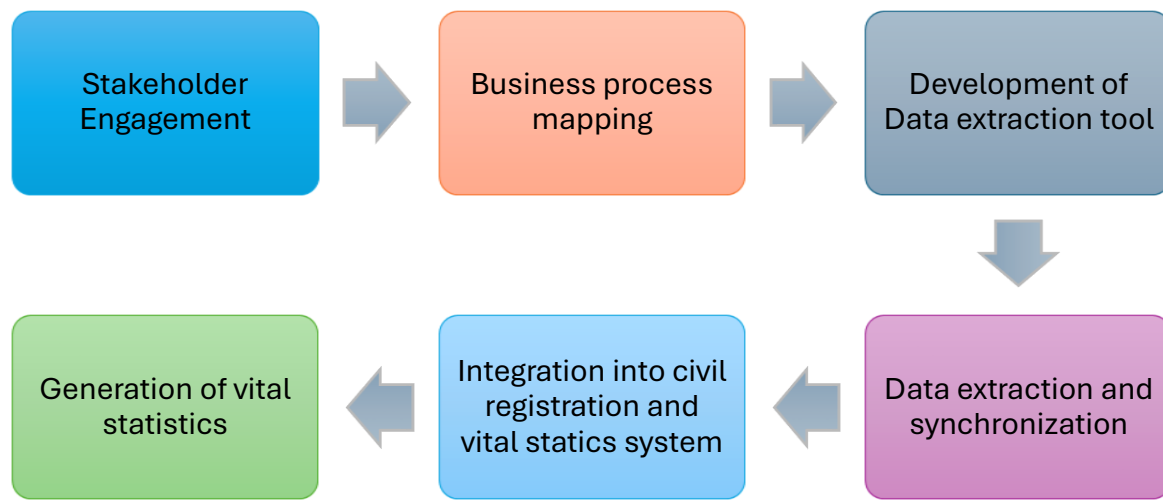 Stakeholder
Engagement
Business process
mapping
Development of
Data extraction tool
Data extraction and
synchronization
Integration into civil
registration and
vital statics system
Generation of vital
statistics